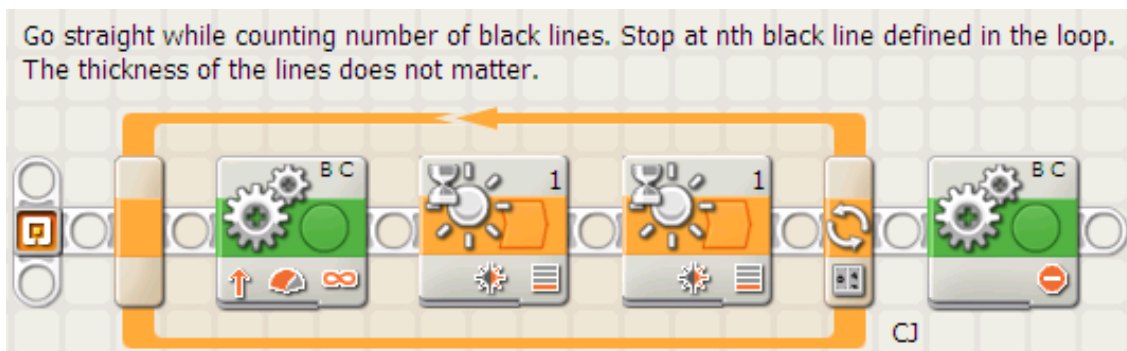 Go straight while counting number of black lines. Stop at nth black line defined in the loop.
The thickness of the lines does not matter.
B C
1
1
B C
CJ